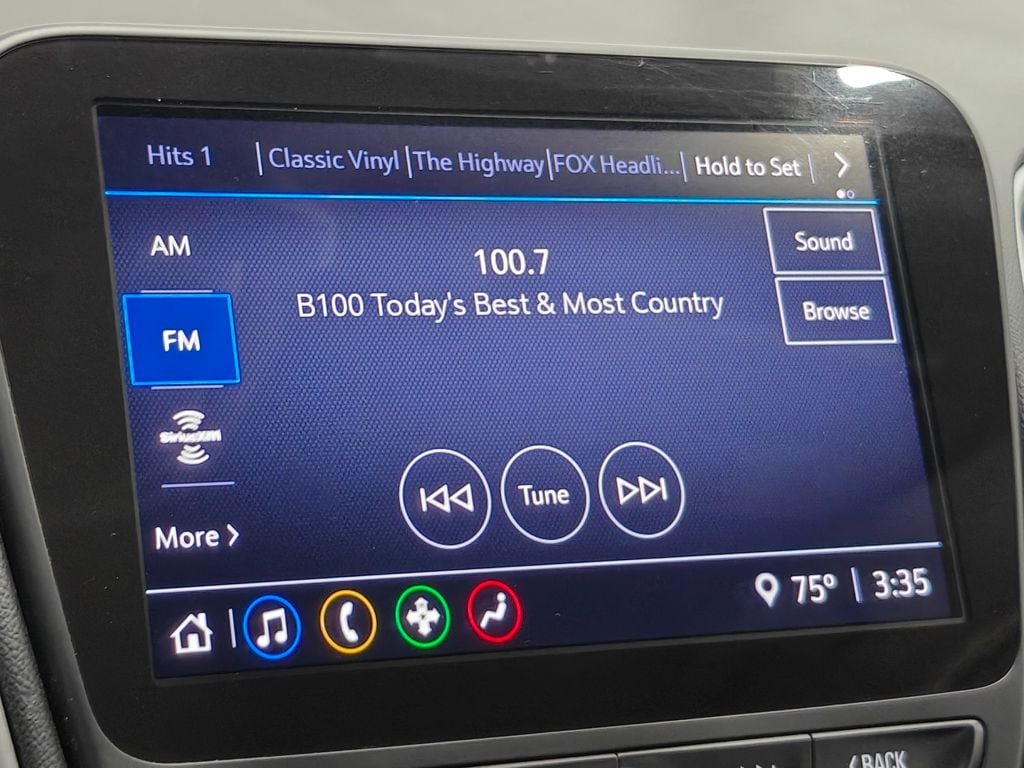 Hits 1 Classic Vinyl The Highway FOX Headli... Hold to Set
AM
100.7
Sound
B100 Today's Best & Most Country
Browse
FM
SiriusXM
Tune
More
75° 3:35
BACK